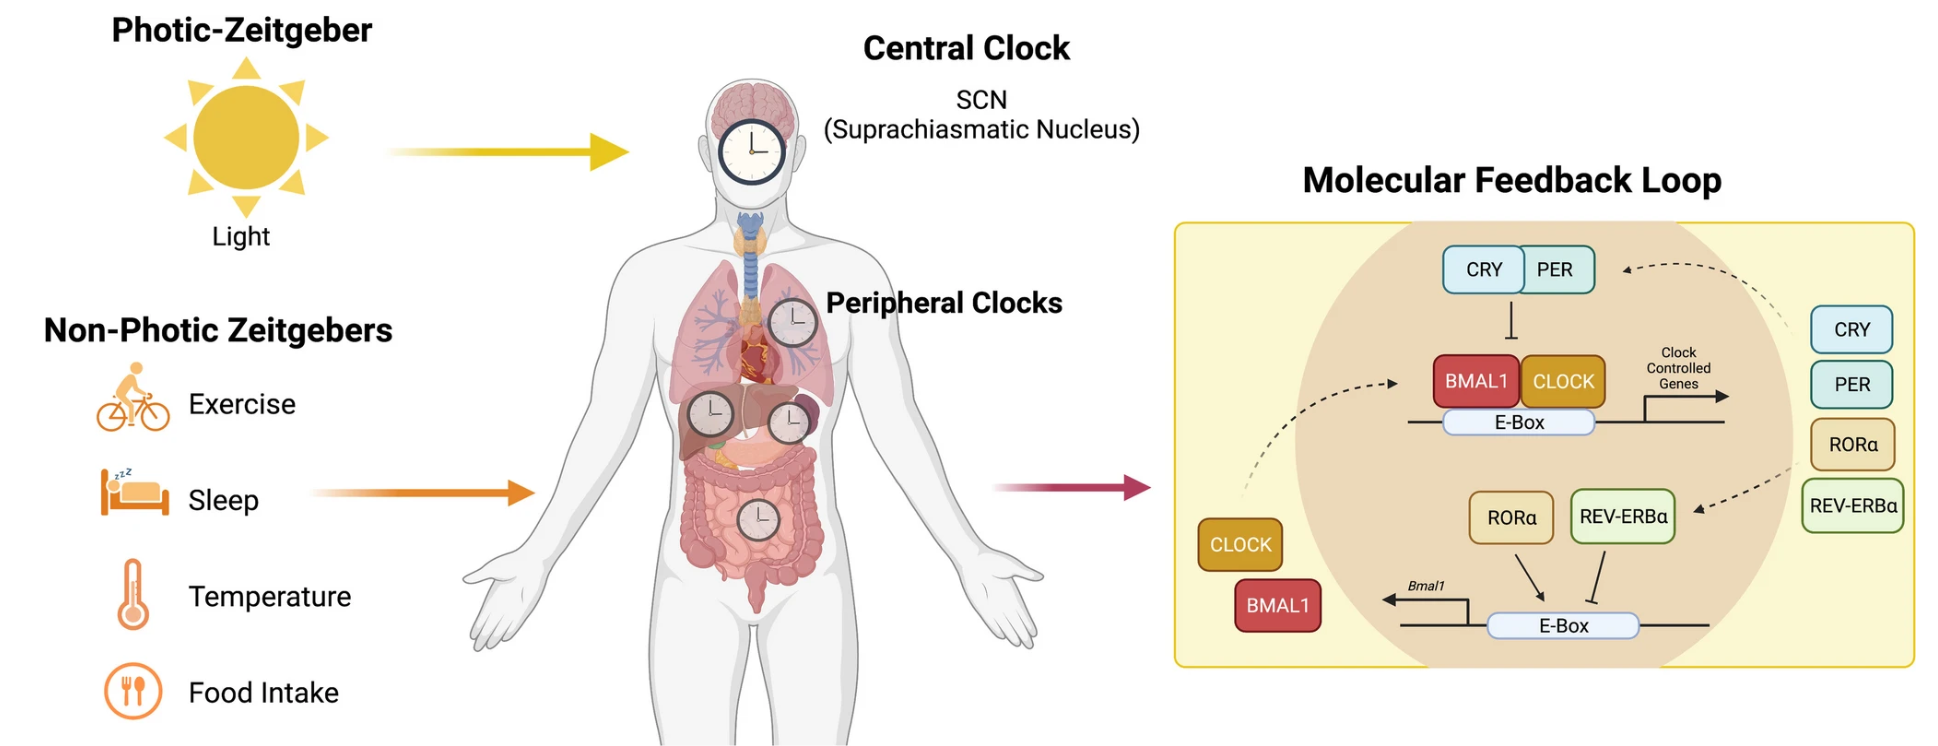 Photic-Zeitgeber
Light
Non-Photic Zeitgebers
Exercise
zzz
Sleep
Temperature
Food Intake
Central Clock
SCN
(Suprachiasmatic Nucleus)
Peripheral Clocks
Molecular Feedback Loop
CRY
PER
BMAL1
CLOCK
E-Box
Clock
Controlled
Genes
CRY
PER
RORα
REV-ERBα
RORα
REV-ERBα
CLOCK
BMAL1
Bmal1
E-Box